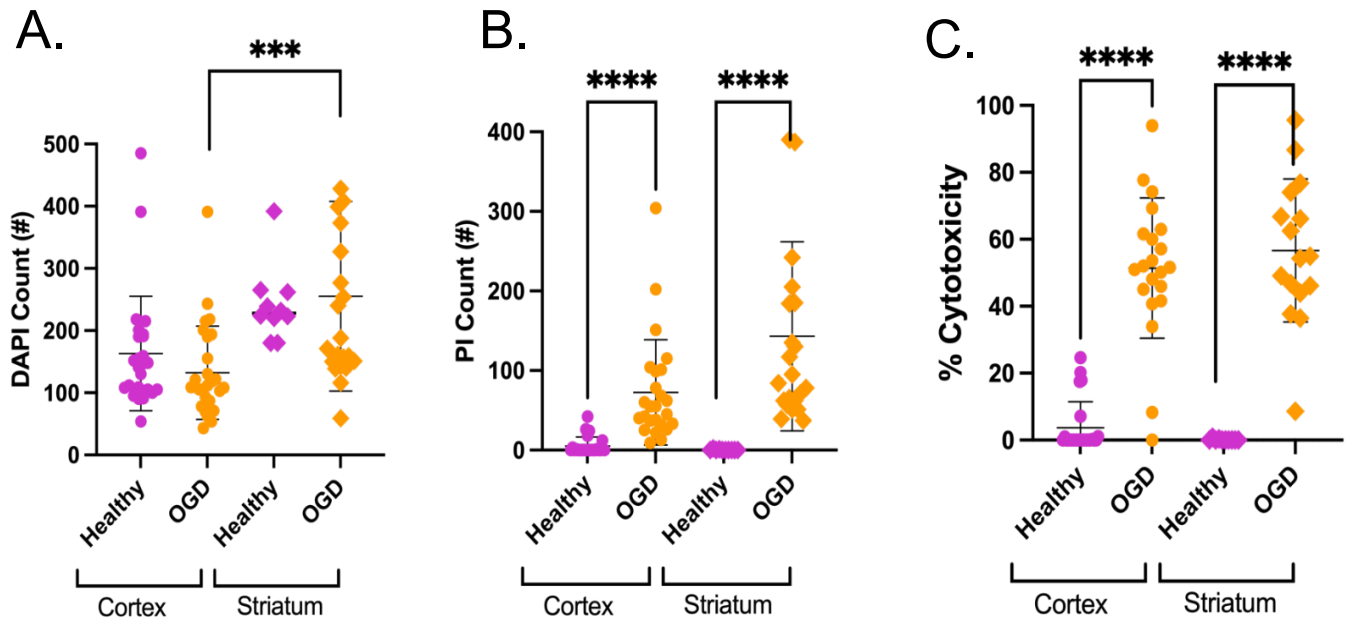 A.
***
DAPI Count (#)
500
400
300
200
100
0
Healthy
OGD
Healthy
OGD
Cortex
Striatum
B.
****
****
PI Count (#)
400
300
200
100
0
Healthy
OGD
Healthy
OGD
Cortex
Striatum
C.
****
****
% Cytotoxicity
100
80
60
40
20
0
Healthy
OGD
Healthy
OGD
Cortex
Striatum